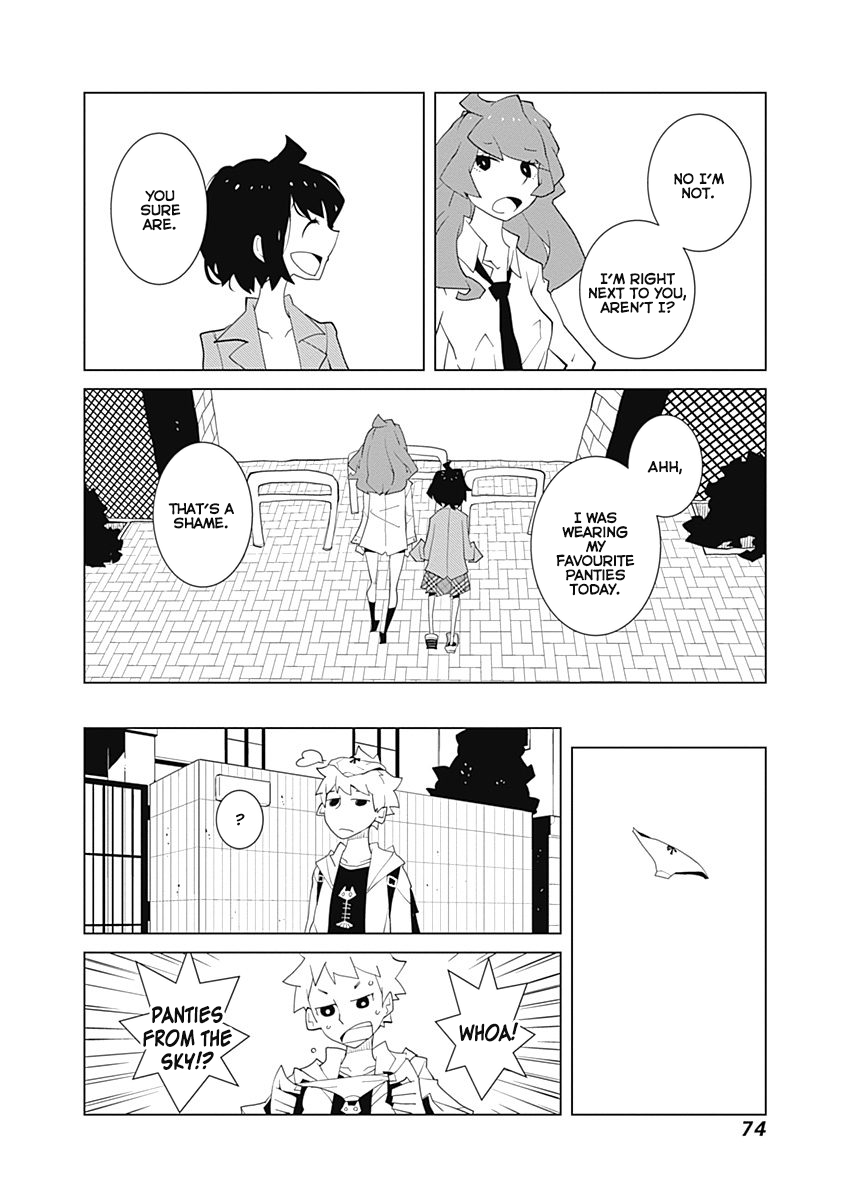 NO I'M
NOT.
I'M RIGHT
NEXT TO YOU,
AREN'T I?
YOU
SURE
ARE.
AHH,
I WAS
WEARING
MY
FAVOURITE
PANTIES
TODAY.
THAT'S A
SHAME.
?
WHOA!
PANTIES
FROM THE
SKY!?
74